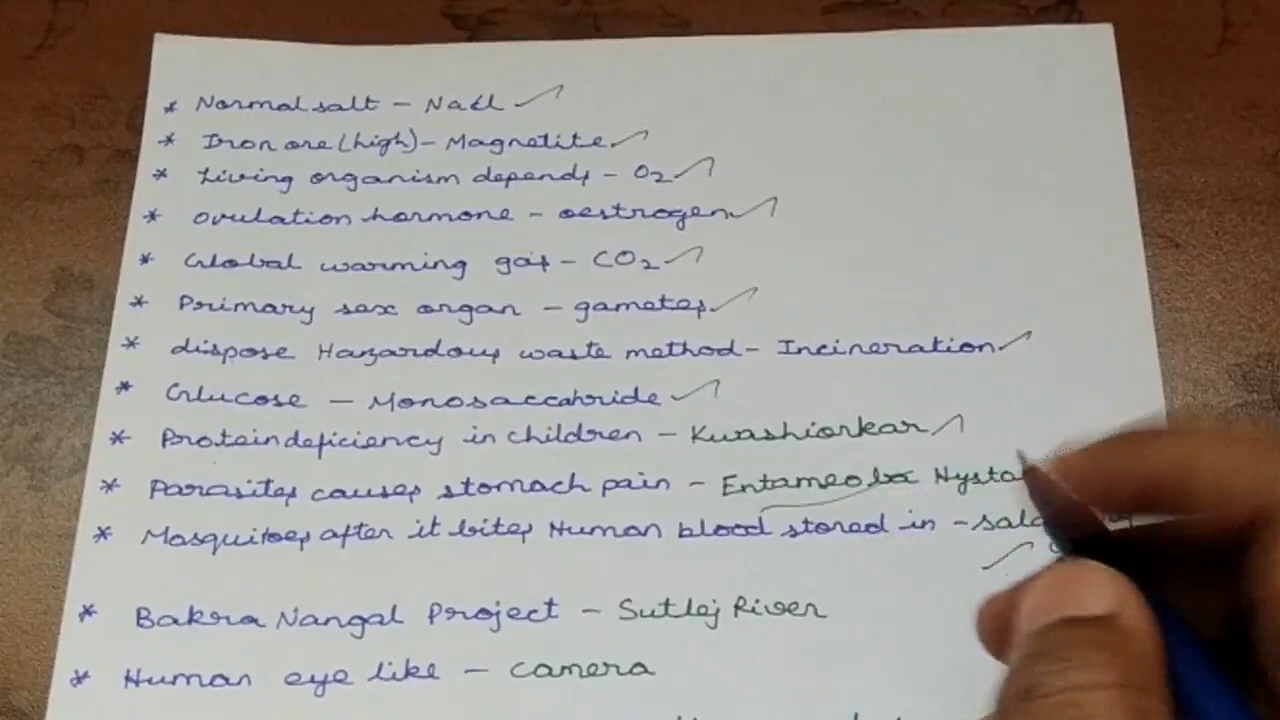 * Normal salt - NaCl
* Iron ore (high) - Magnetite
* Living organism depends - O2
* Ovulation hormone - oestrogen
* Global warming gas - CO2
* Primary sex organ - gametes
* dispose Hazardous waste method - Incineration
* Glucose - Monosaccahride
* Protein deficiency in children - Kwashiorkar
* Parasites causes stomach pain - Entameoba
* Mosquitoes after it bites Human blood stored in -
* Bakra Nangal Project - Sutlej River
* Human eye like - camera